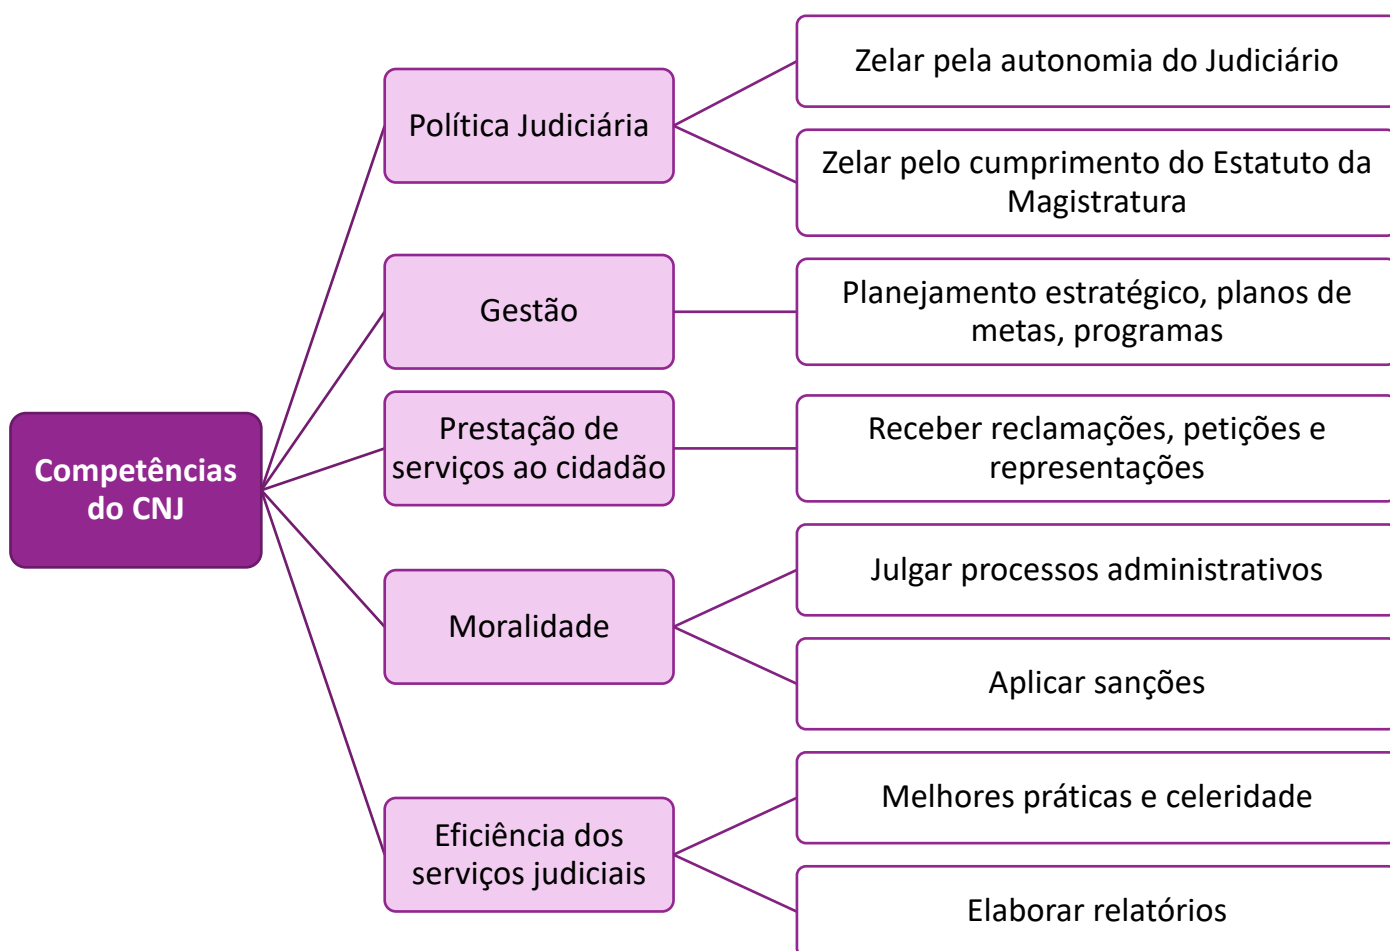 Competências
do CNJ
Política Judiciária
Zelar pela autonomia do Judiciário
Zelar pelo cumprimento do Estatuto da
Magistratura
Gestão
Planejamento estratégico, planos de
metas, programas
Prestação de
serviços ao cidadão
Receber reclamações, petições e
representações
Moralidade
Julgar processos administrativos
Aplicar sanções
Eficiência dos
serviços judiciais
Melhores práticas e celeridade
Elaborar relatórios